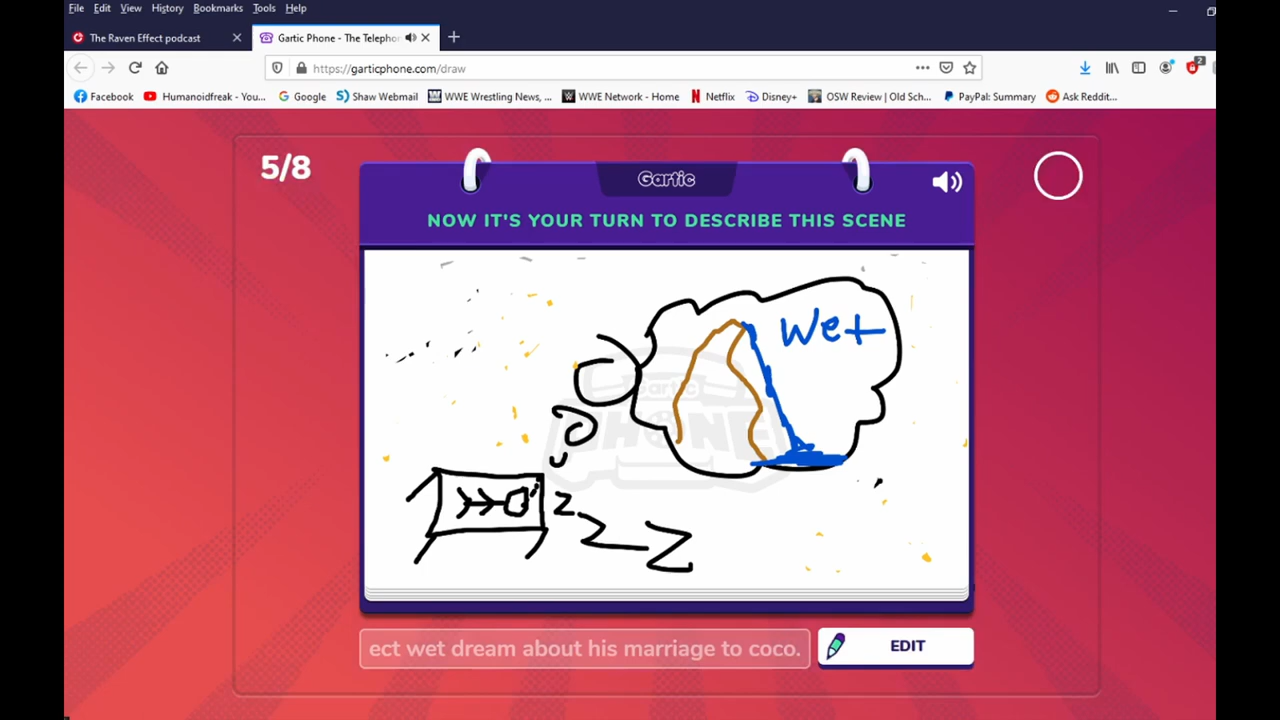 File Edit View History Bookmarks Tools Help
The Raven Effect podcast
Gartic Phone - The Telepho
https://garticphone.com/draw
2
Facebook Humanoidfreak - You... Google Shaw Webmail WWE Wrestling News, ... WWE Network - Home Netflix Disney+ OSW Review | Old Sch... PayPal: Summary Ask Reddit...
5/8
Gartic
NOW IT'S YOUR TURN TO DESCRIBE THIS SCENE
Wet
Gartic
PHONE
z Z Z
ect wet dream about his marriage to coco.
EDIT